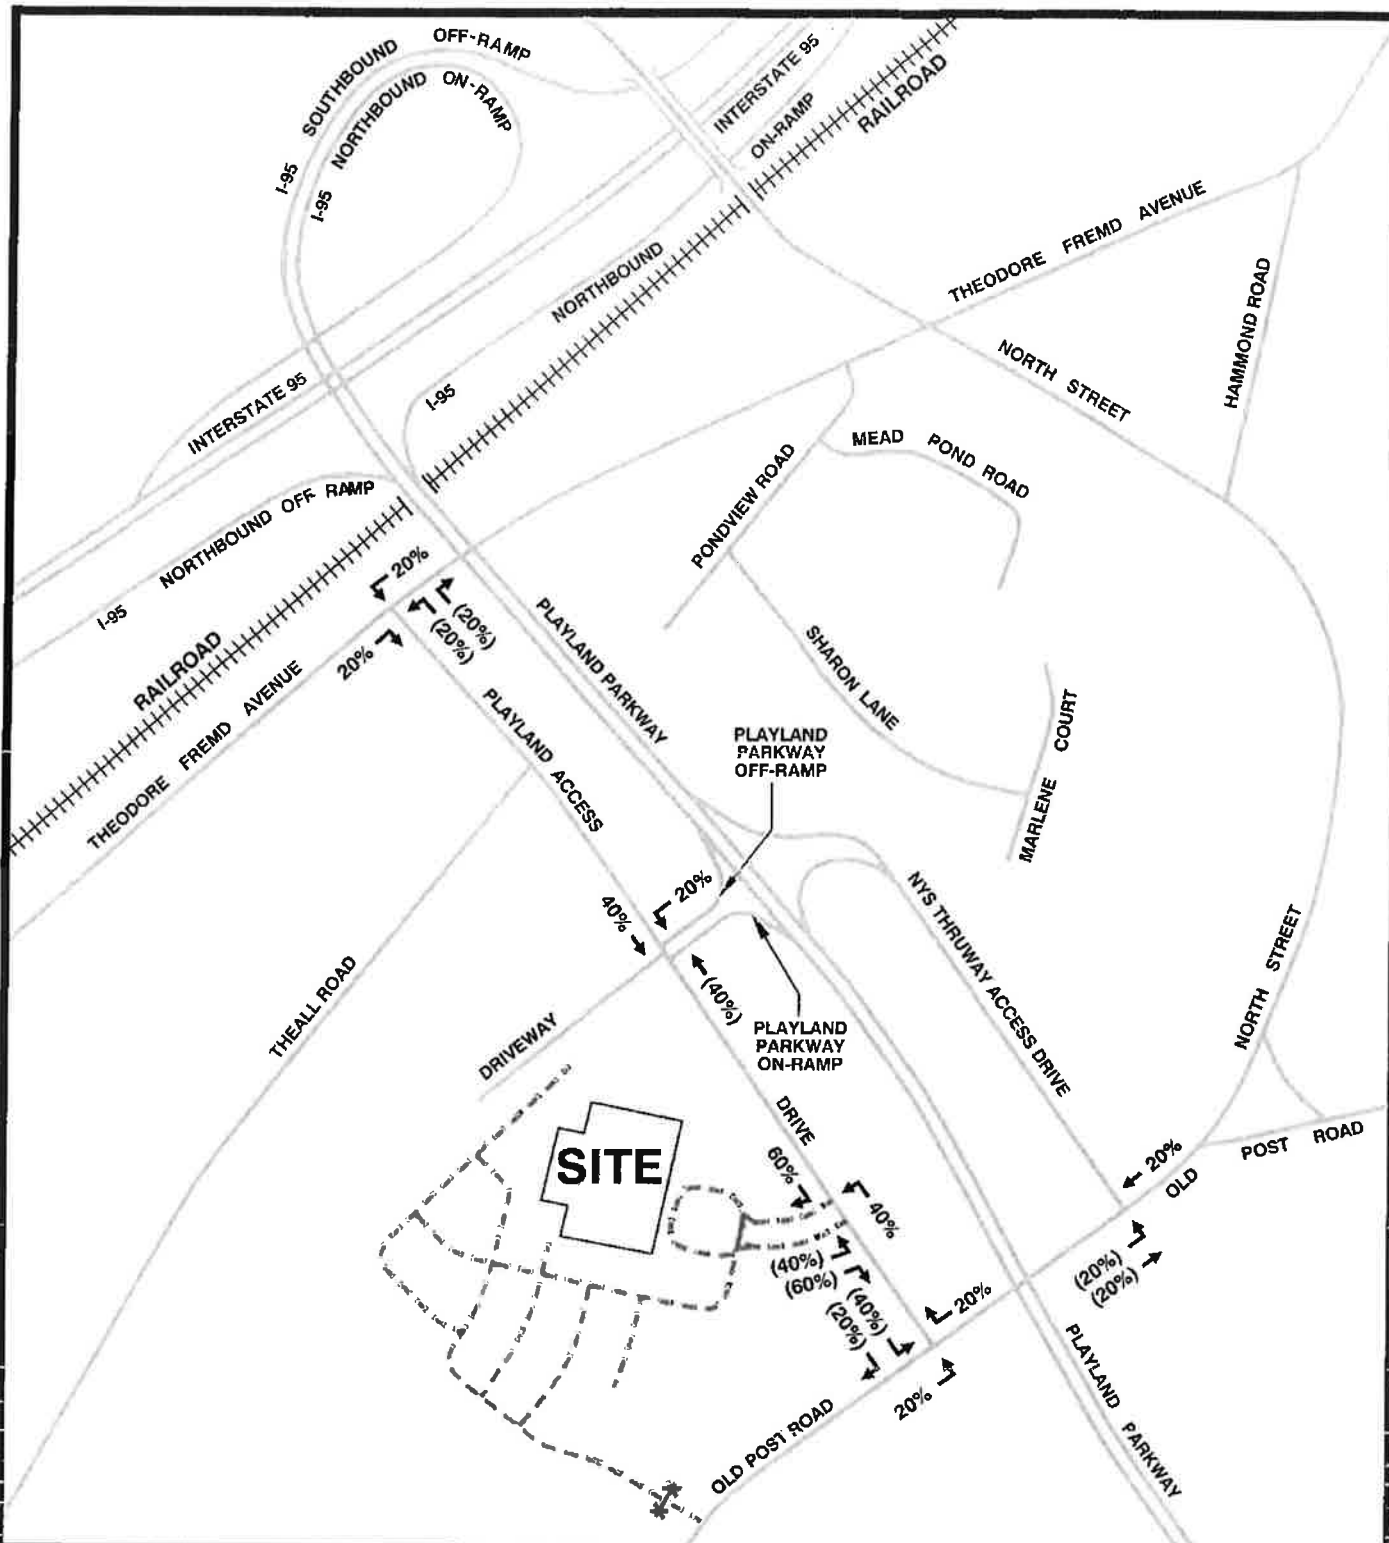 OFF-RAMP
I-95 SOUTHBOUND
ON-RAMP
I-95 NORTHBOUND
INTERSTATE 95
ON-RAMP
RAILROAD
THEODORE FREMD AVENUE
NORTHBOUND
HAMMOND ROAD
NORTH STREET
INTERSTATE 95
I-95
MEAD POND ROAD
PONDVIEW ROAD
I-95 NORTHBOUND OFF RAMP
20%
(20%)
(20%)
20%
RAILROAD
THEODORE FREMD AVENUE
PLAYLAND PARKWAY
SHARON LANE
MARLENE COURT
PLAYLAND ACCESS
PLAYLAND
PARKWAY
OFF-RAMP
20%
40%
(40%)
NYS THRUWAY ACCESS DRIVE
NORTH STREET
THEALL ROAD
DRIVEWAY
PLAYLAND
PARKWAY
ON-RAMP
DRIVE
SITE
60%
40%
(40%)
(60%)
(40%)
(20%)
20%
20%
20%
OLD POST ROAD
(20%)
(20%)
OLD POST ROAD
PLAYLAND PARKWAY